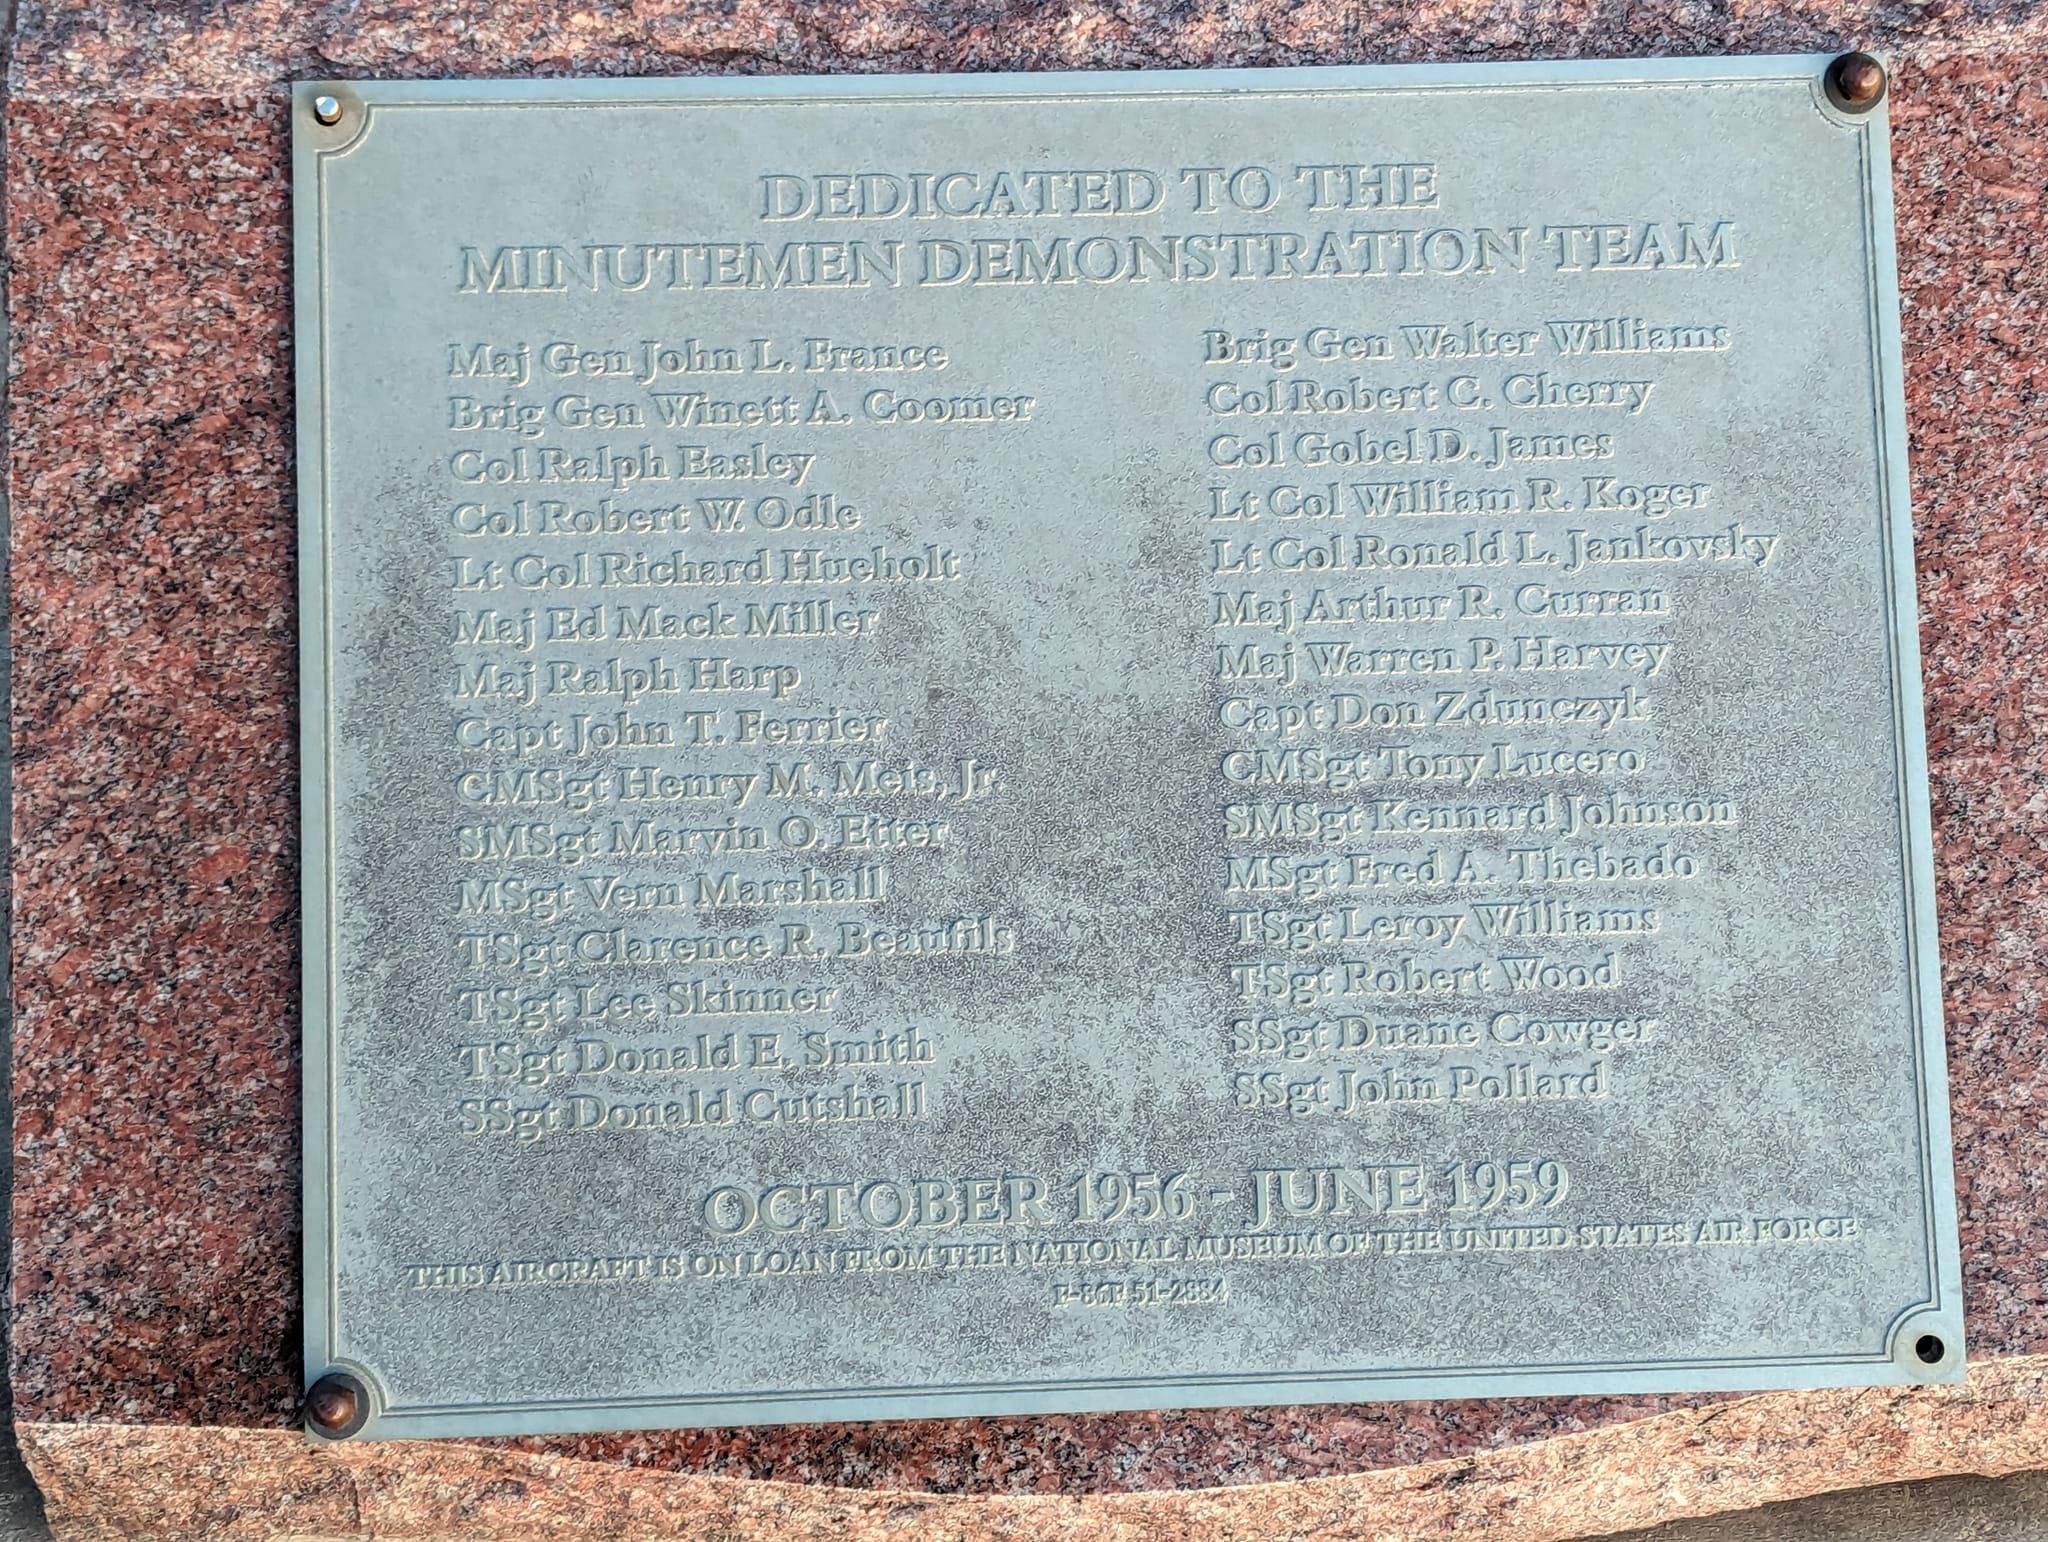 DEDICATED TO THE
MINUTEMEN DEMONSTRATION TEAM
Maj Gen John L. France
Brig Gen Winett A. Coomer
Col Ralph Easley
Col Robert W. Odle
Lt Col Richard Hueholt
Maj Ed Mack Miller
Maj Ralph Harp
Capt John T. Ferrier
CMSgt Henry M. Meis, Jr.
SMSgt Marvin O. Etter
MSgt Vern Marshall
TSgt Clarence R. Beaufils
TSgt Lee Skinner
TSgt Donald E. Smith
SSgt Donald Cutshall
Brig Gen Walter Williams
Col Robert C. Cherry
Col Gobel D. James
Lt Col William R. Koger
Lt Col Ronald L. Jankovsky
Maj Arthur R. Curran
Maj Warren P. Harvey
Capt Don Zdunczyk
CMSgt Tony Lucero
SMSgt Kennard Johnson
MSgt Fred A. Thebado
TSgt Leroy Williams
TSgt Robert Wood
SSgt Duane Cowger
SSgt John Pollard
OCTOBER 1956 - JUNE 1959
THIS AIRCRAFT IS ON LOAN FROM THE NATIONAL MUSEUM OF THE UNITED STATES AIR FORCE
F-86F 51-2884